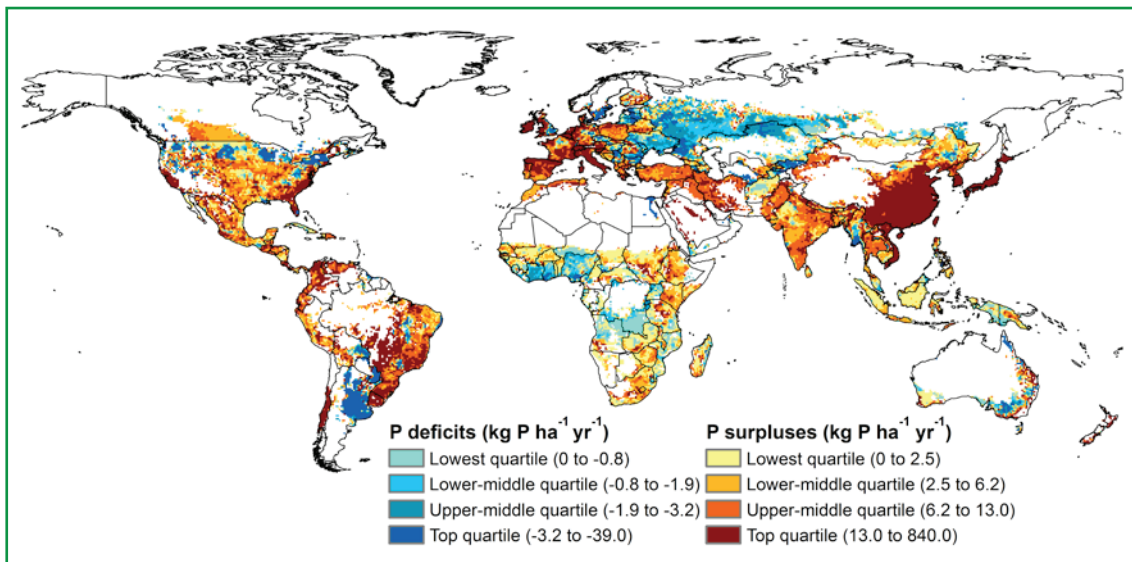 P deficits (kg P ha⁻¹ yr⁻¹)
Lowest quartile (0 to -0.8)
Lower-middle quartile (-0.8 to -1.9)
Upper-middle quartile (-1.9 to -3.2)
Top quartile (-3.2 to -39.0)
P surpluses (kg P ha⁻¹ yr⁻¹)
Lowest quartile (0 to 2.5)
Lower-middle quartile (2.5 to 6.2)
Upper-middle quartile (6.2 to 13.0)
Top quartile (13.0 to 840.0)